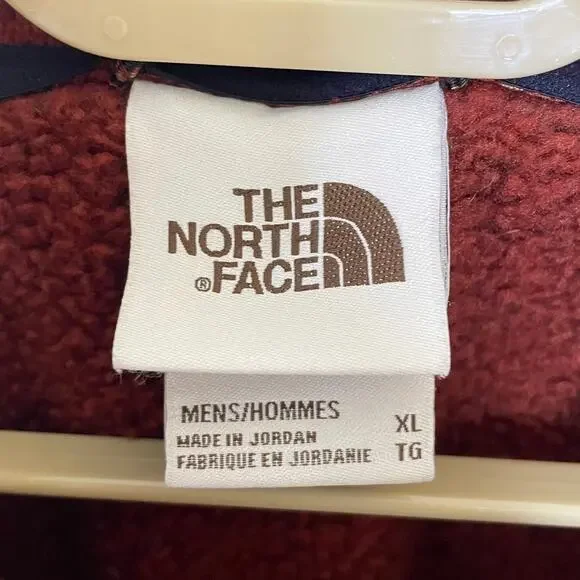 THE
NORTH
®FACE
MENS/HOMMES XL
MADE IN JORDAN
FABRIQUE EN JORDANIE TG